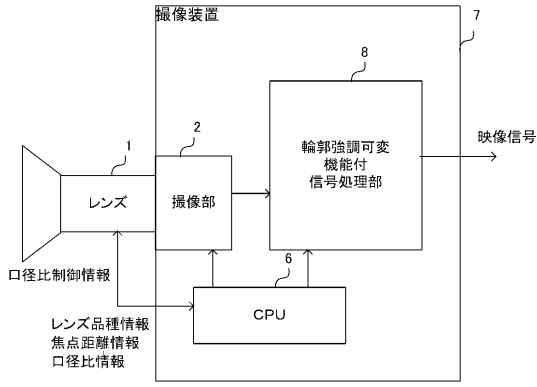 撮像装置
7
8
映像信号
1
2
輪郭強調可変
機能付
信号処理部
レンズ
撮像部
口径比制御情報
6
CPU
レンズ品種情報
焦点距離情報
口径比情報